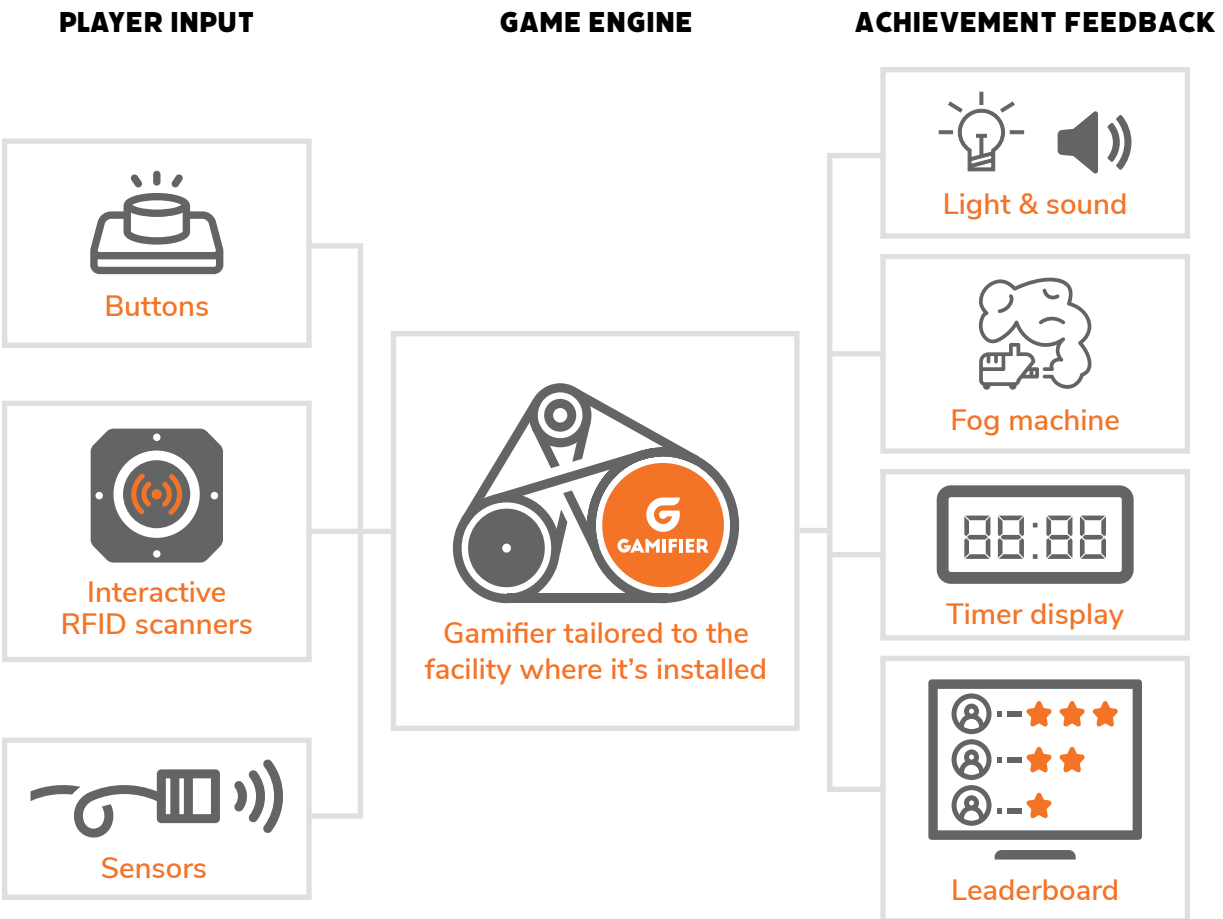 PLAYER INPUT
GAME ENGINE
ACHIEVEMENT FEEDBACK
Buttons
Interactive
RFID scanners
Sensors
G
GAMIFIER
Gamifier tailored to the
facility where it’s installed
Light & sound
Fog machine
88:88
Timer display
Leaderboard